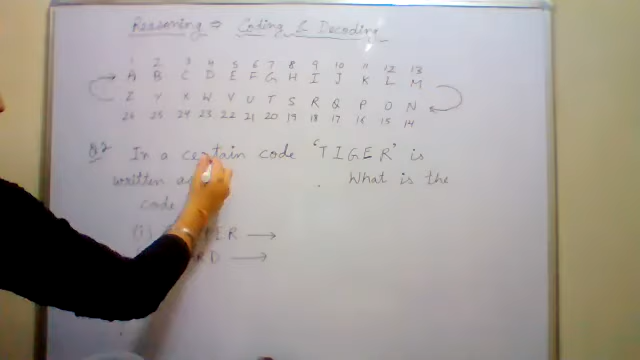 Reasoning ⇒ Coding & Decoding
1 2 3 4 5 6 7 8 9 10 11 12 13
A B C D E F G H I J K L M
Z Y X W V U T S R Q P O N
26 25 24 23 22 21 20 19 18 17 16 15 14
Q2 In a certain code 'TIGER' is
written . What is the
code
(i) ER →
RD →